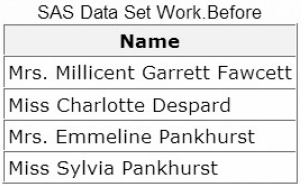 SAS Data Set Work.Before
Name
Mrs. Millicent Garrett Fawcett
Miss Charlotte Despard
Mrs. Emmeline Pankhurst
Miss Sylvia Pankhurst